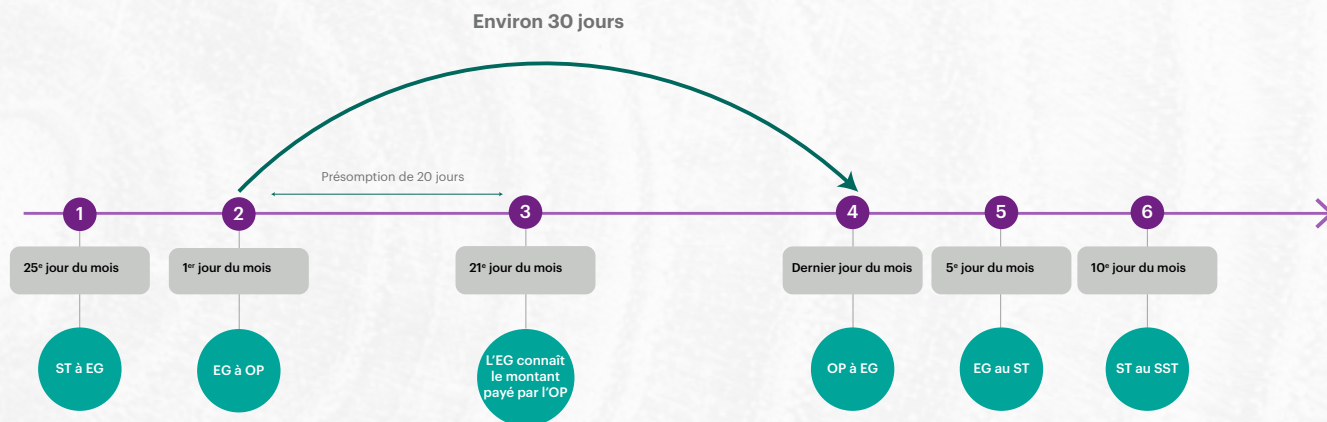 Environ 30 jours
Présomption de 20 jours
1
2
3
4
5
6
25e jour du mois
1er jour du mois
21e jour du mois
Dernier jour du mois
5e jour du mois
10e jour du mois
ST à EG
EG à OP
L'EG connaît
le montant
payé par l'OP
OP à EG
EG au ST
ST au SST